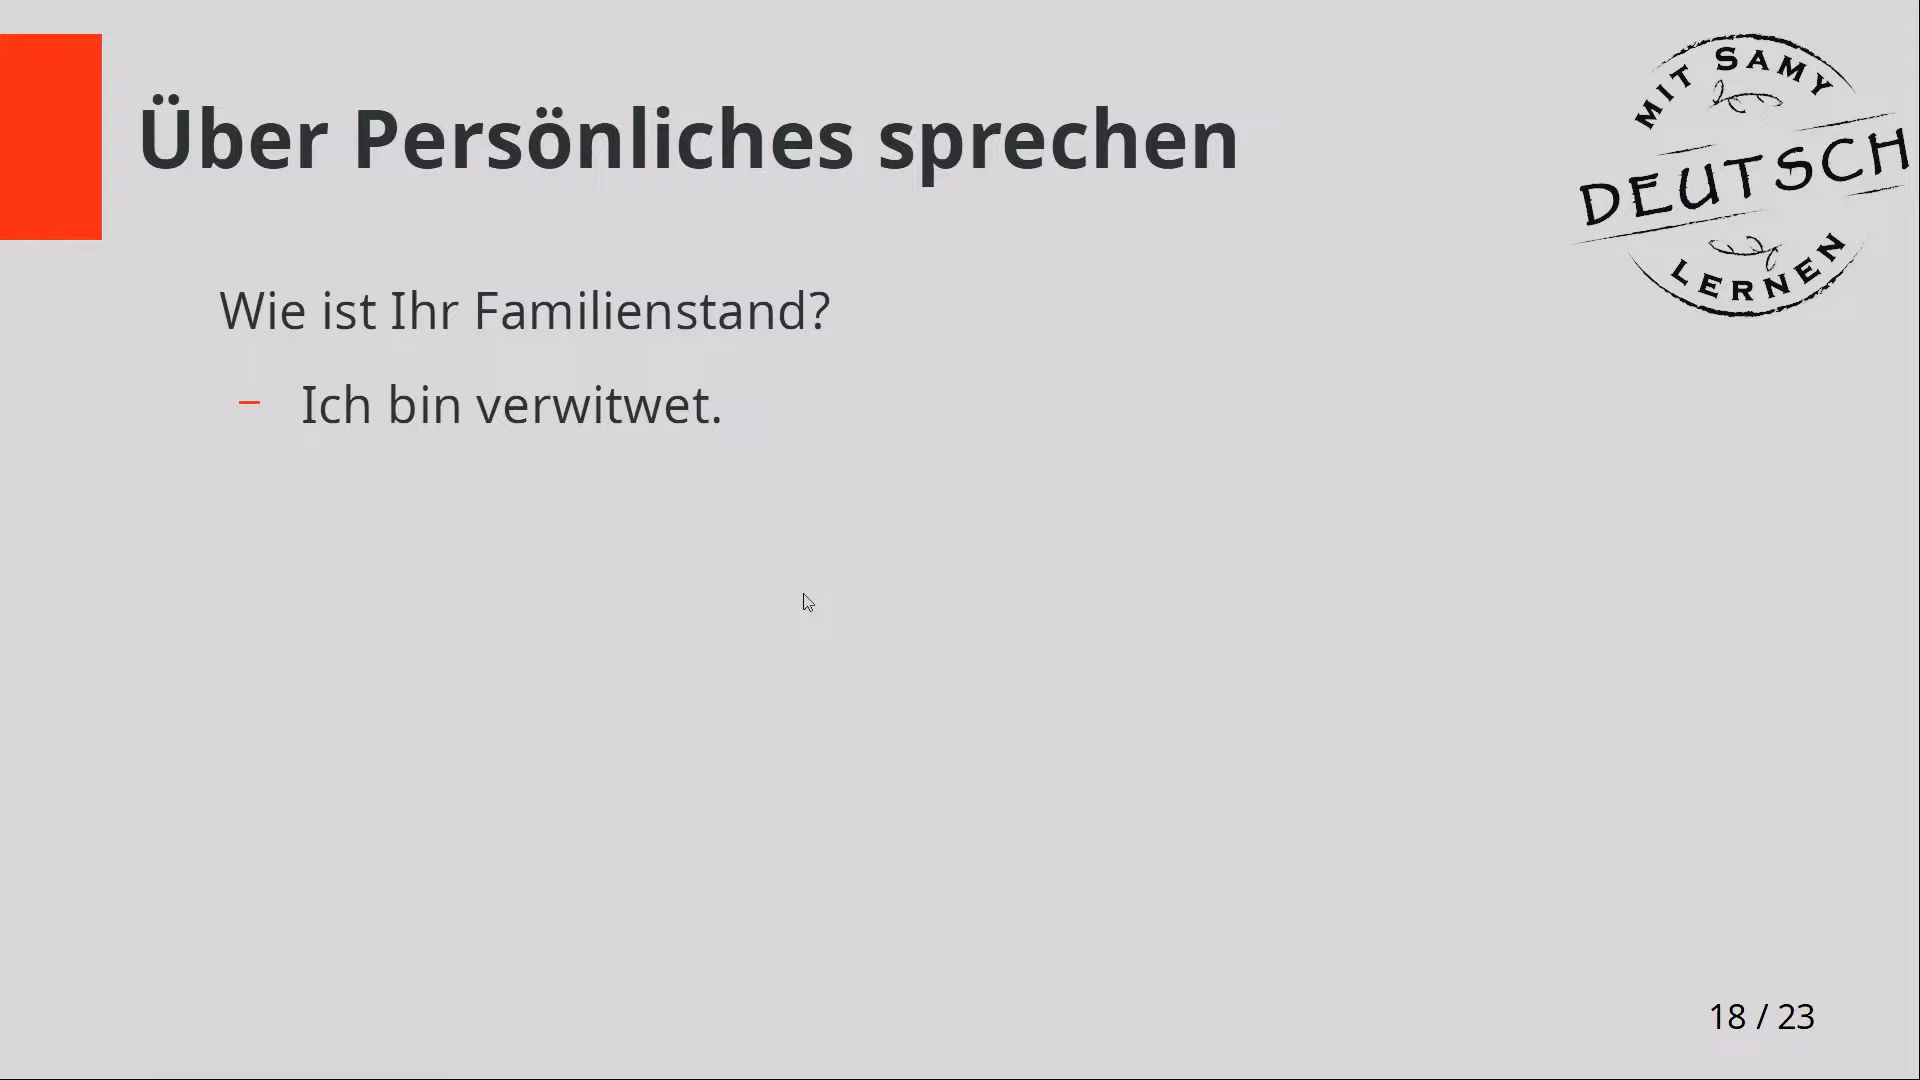 Über Persönliches sprechen
MIT SAMY
DEUTSCH
LERNEN
Wie ist Ihr Familienstand?
– Ich bin verwitwet.
18 / 23